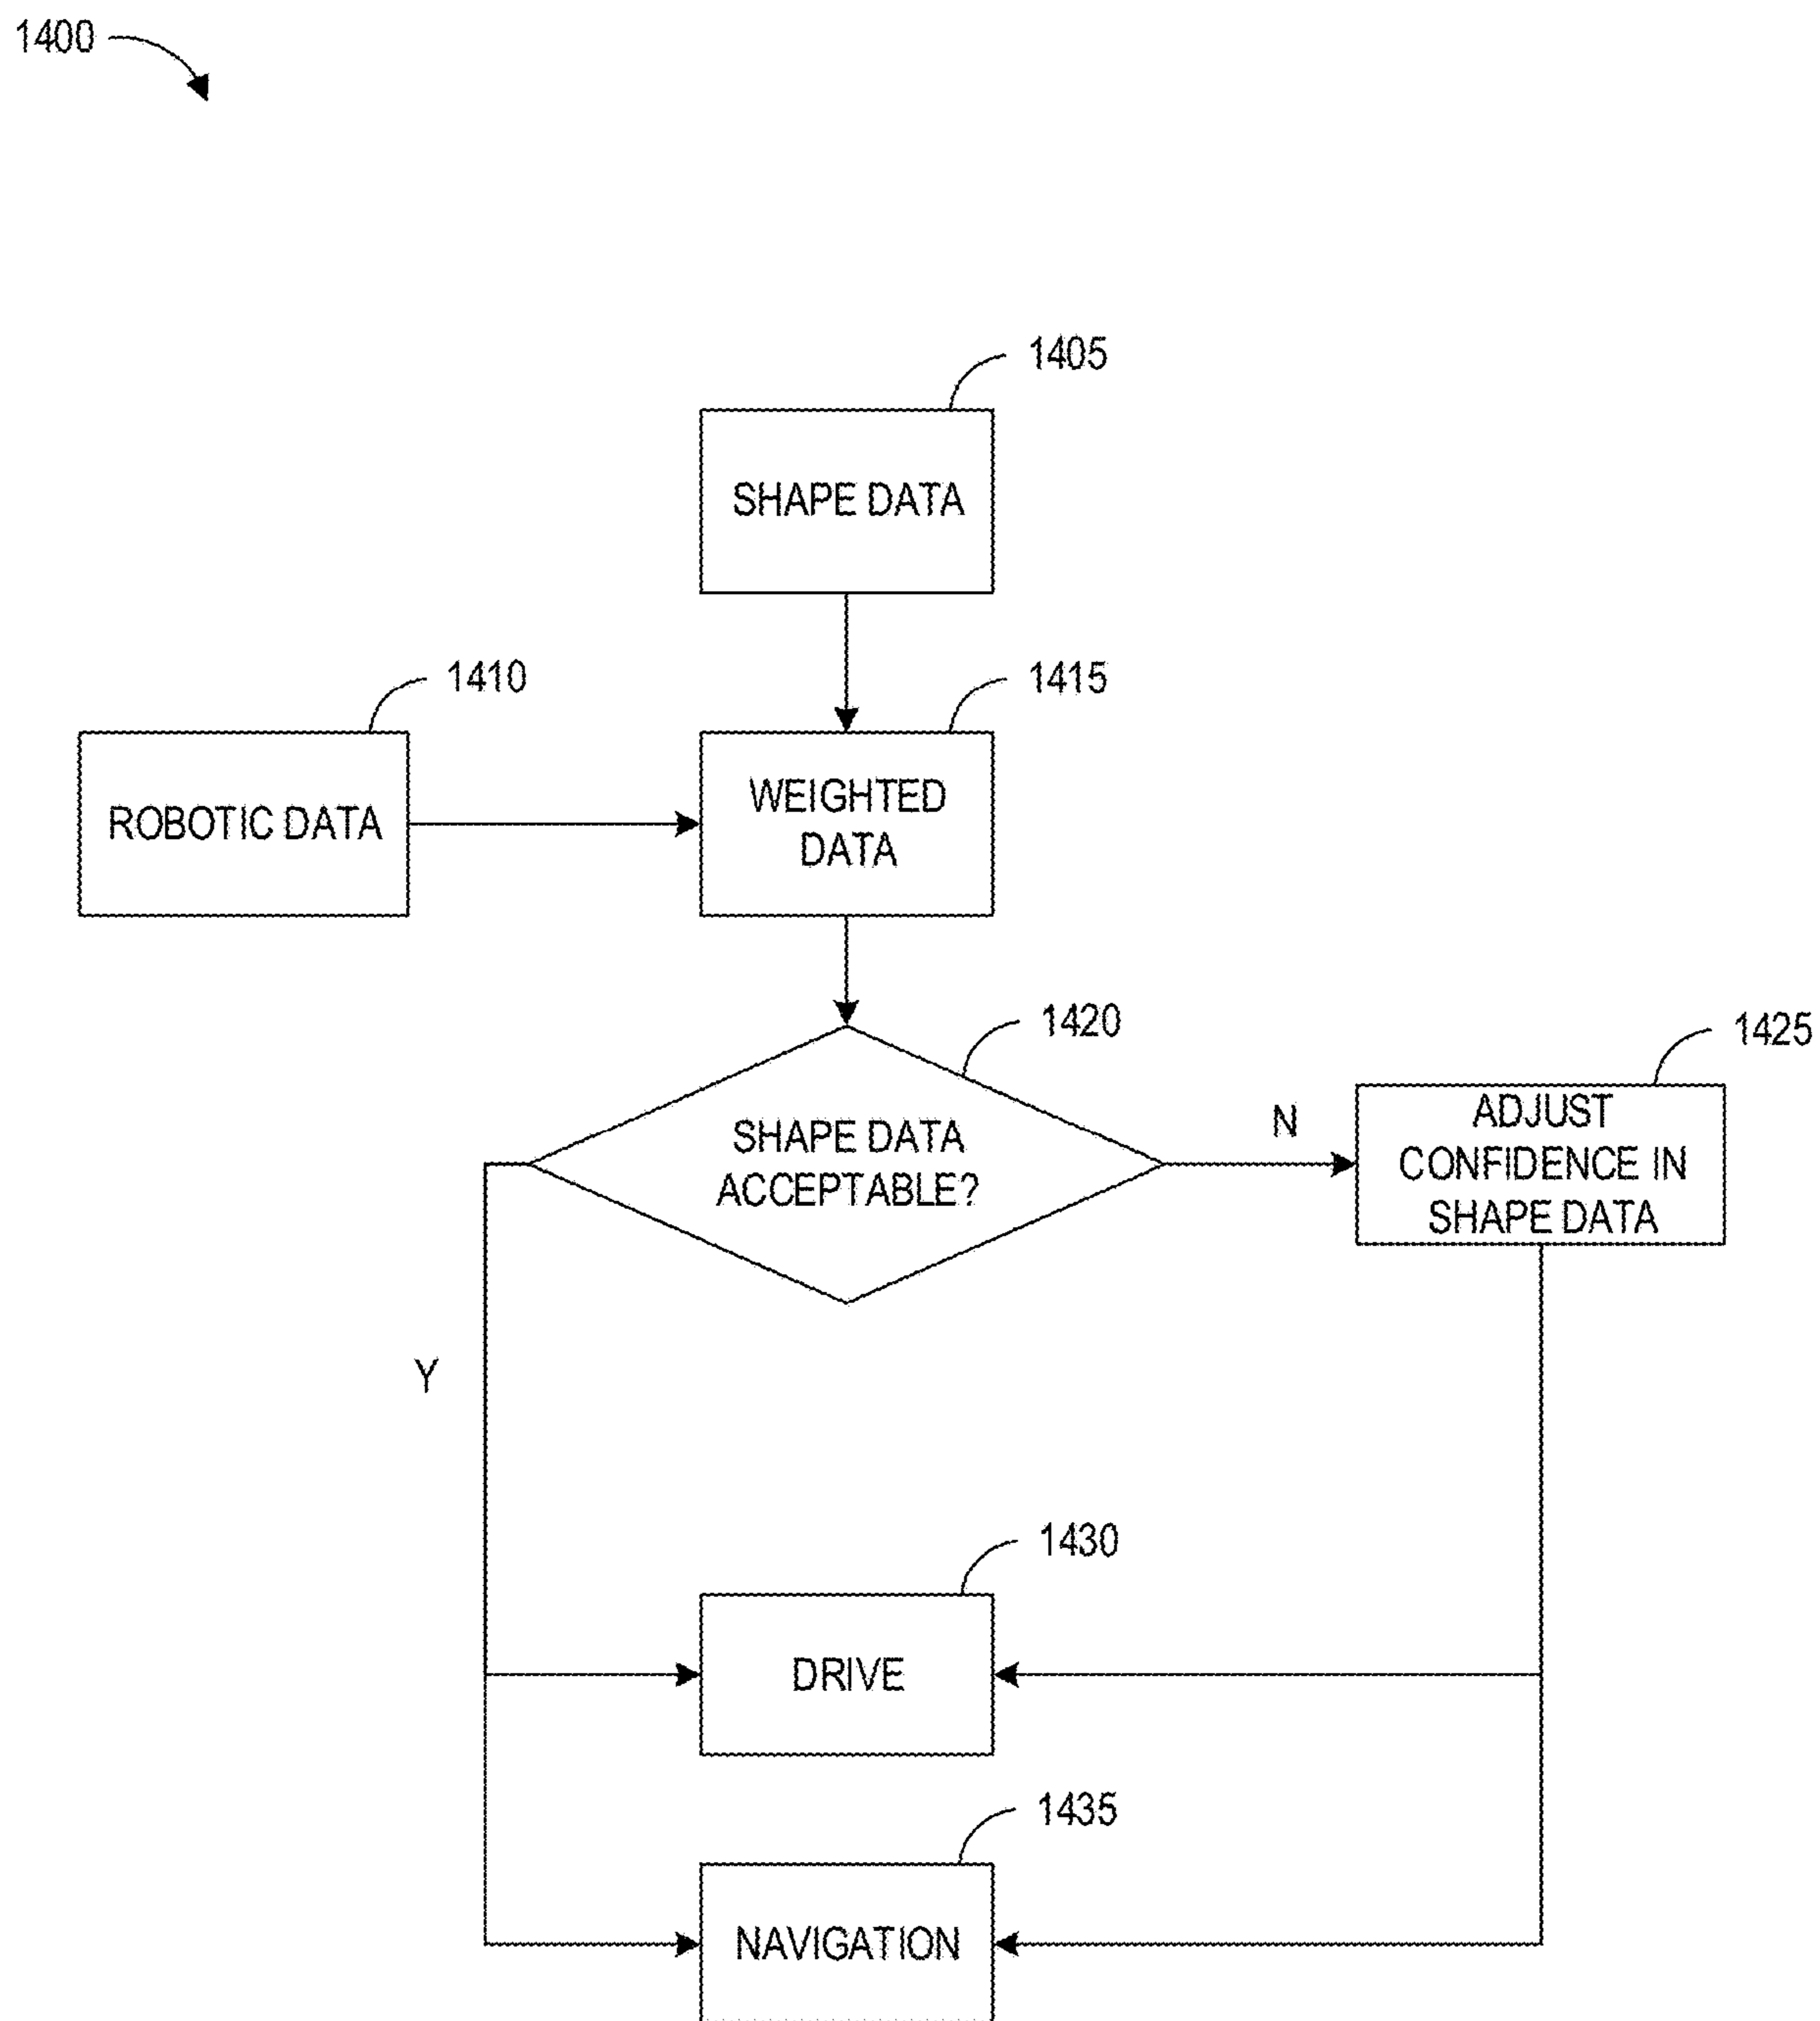 1400
1405
SHAPE DATA
1410
1415
ROBOTIC DATA
WEIGHTED
DATA
1420
1425
SHAPE DATA
ACCEPTABLE?
N
ADJUST
CONFIDENCE IN
SHAPE DATA
Y
1430
DRIVE
1435
NAVIGATION